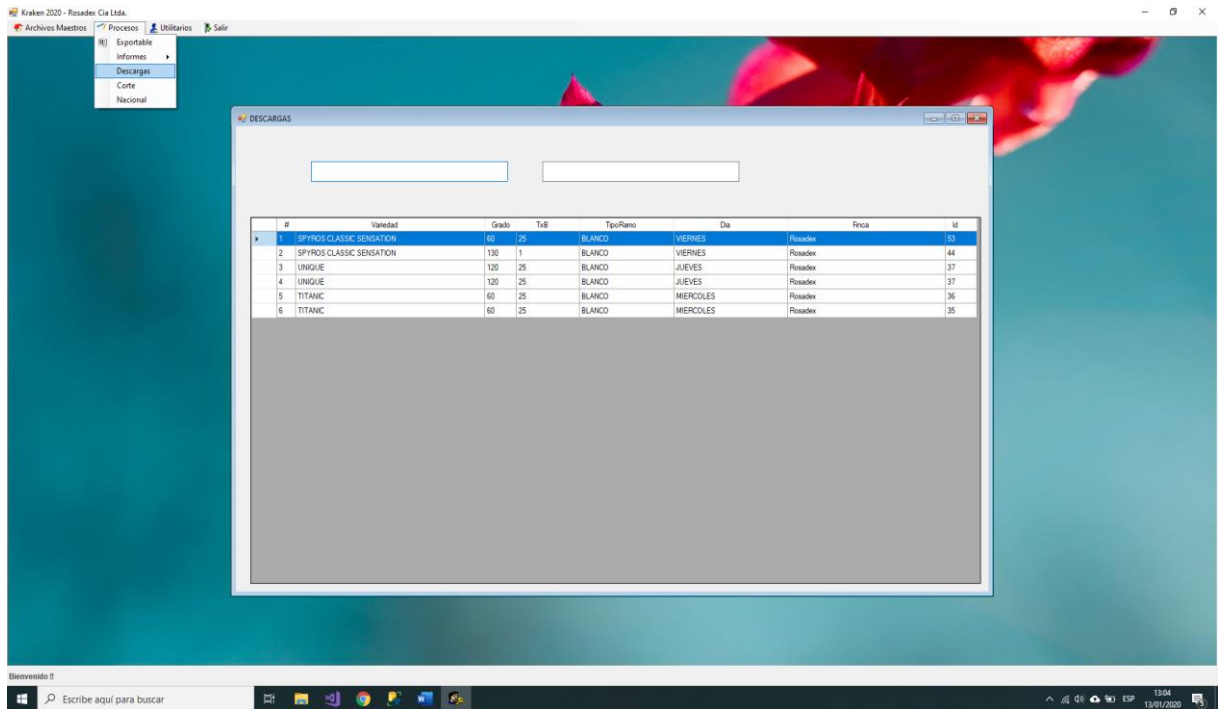 Kraken 2020 - Rosadex Cia Ltda.
Archivos Maestros Procesos Utilitarios Salir
Exportable
Informes
Descargas
Corte
Nacional
DESCARGAS
# Variedad Grado TxB TipoRamo Dia Finca Id
1 SPYROS CLASSIC SENSATION 60 25 BLANCO VIERNES Rosadex 53
2 SPYROS CLASSIC SENSATION 130 1 BLANCO VIERNES Rosadex 44
3 UNIQUE 120 25 BLANCO JUEVES Rosadex 37
4 UNIQUE 120 25 BLANCO JUEVES Rosadex 37
5 TITANIC 60 25 BLANCO MIERCOLES Rosadex 36
6 TITANIC 60 25 BLANCO MIERCOLES Rosadex 35
Bienvenido !!
Escribe aquí para buscar
ESP
13:04
13/01/2020